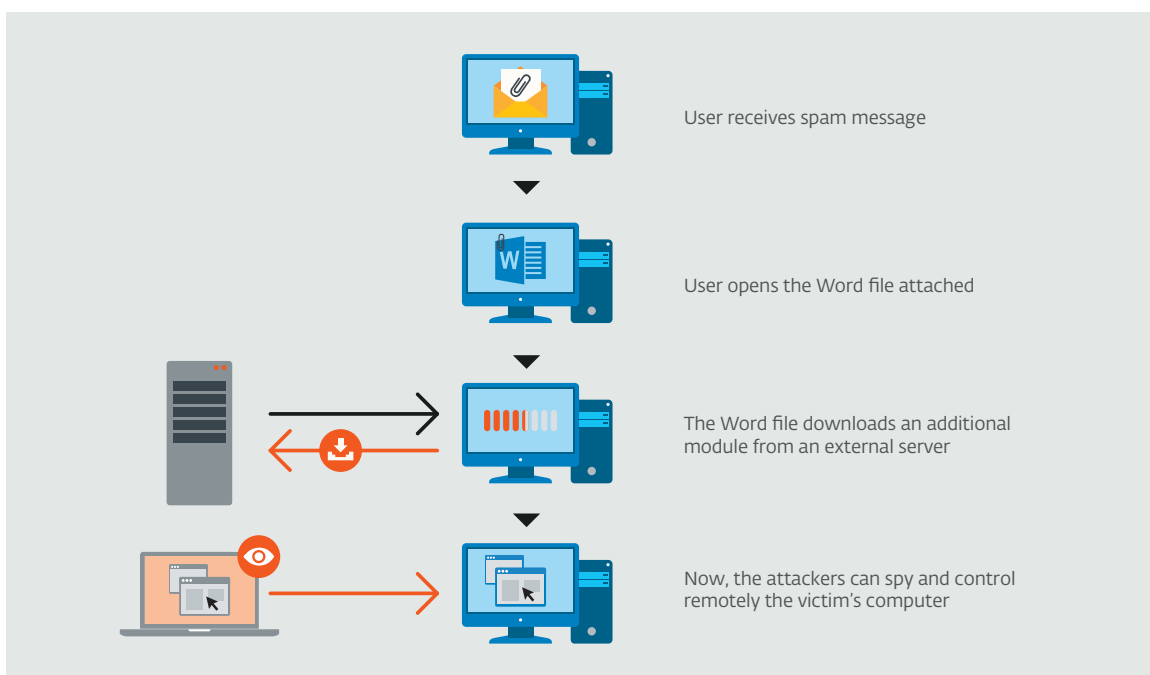 User receives spam message
W
User opens the Word file attached
The Word file downloads an additional
module from an external server
Now, the attackers can spy and control
remotely the victim's computer